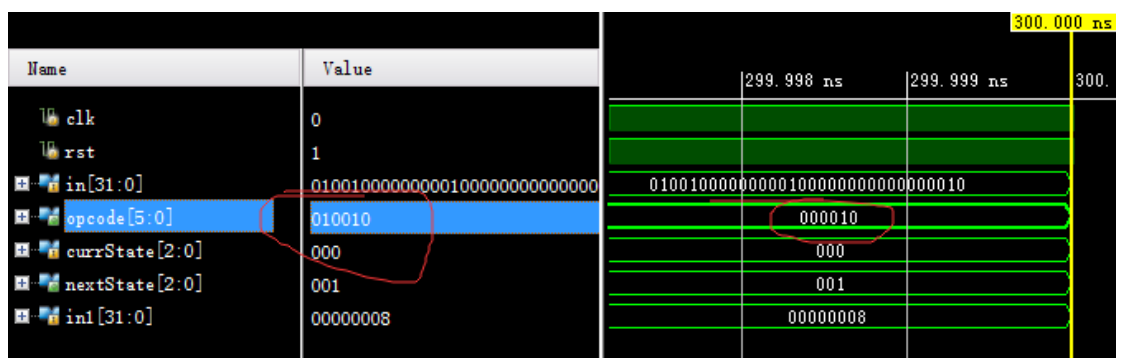 300.000 ns
Name Value
299.998 ns 299.999 ns 300.
clk 0
rst 1
in[31:0] 01001000000000010000000000000 01001000000000010000000000000010
opcode[5:0] 010010 000010
currState[2:0] 000 000
nextState[2:0] 001 001
in1[31:0] 00000008 00000008